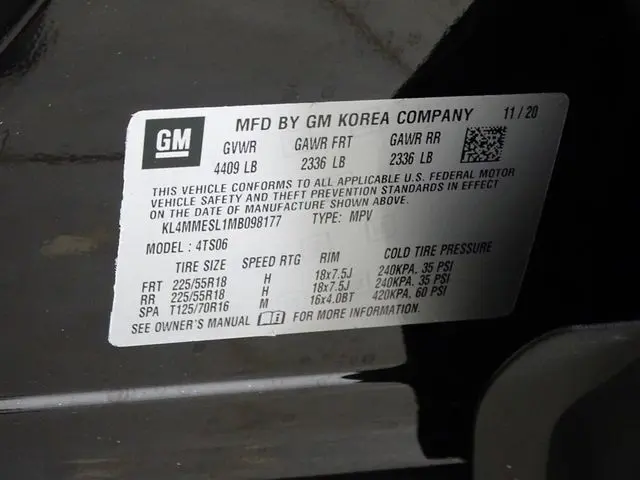 GM MFD BY GM KOREA COMPANY 11/20
GVWR GAWR FRT GAWR RR
4409 LB 2336 LB 2336 LB
THIS VEHICLE CONFORMS TO ALL APPLICABLE U.S. FEDERAL MOTOR
VEHICLE SAFETY AND THEFT PREVENTION STANDARDS IN EFFECT
ON THE DATE OF MANUFACTURE SHOWN ABOVE.
KL4MMESL1MB098177 TYPE: MPV
MODEL : 4TS06
TIRE SIZE SPEED RTG RIM COLD TIRE PRESSURE
FRT 225/55R18 H 18x7.5J 240KPA, 35 PSI
RR 225/55R18 H 18x7.5J 240KPA, 35 PSI
SPA T125/70R16 M 16x4.0BT 420KPA, 60 PSI
SEE OWNER'S MANUAL FOR MORE INFORMATION.